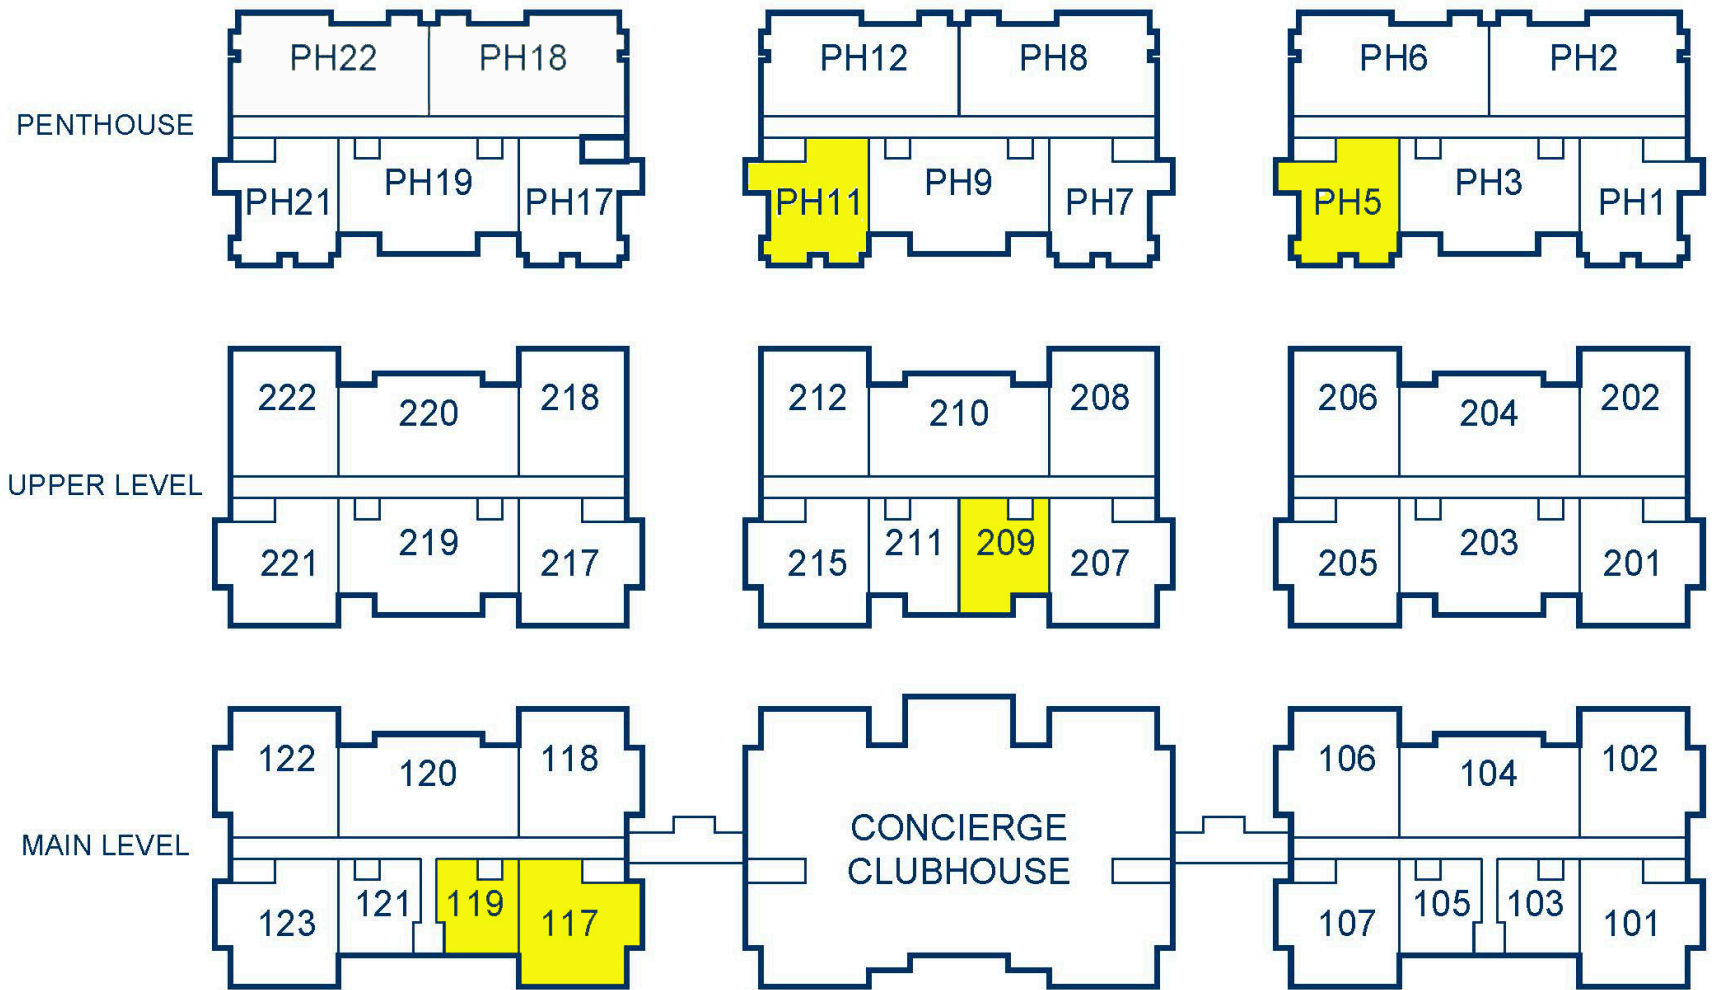 PH22 PH18 PH12 PH8 PH6 PH2
PENTHOUSE
PH21 PH19 PH17 PH11 PH9 PH7 PH5 PH3 PH1
222 220 218 212 210 208 206 204 202
UPPER LEVEL
221 219 217 215 211 209 207 205 203 201
122 120 118 106 104 102
MAIN LEVEL
CONCIERGE
CLUBHOUSE
123 121 119 117 107 105 103 101